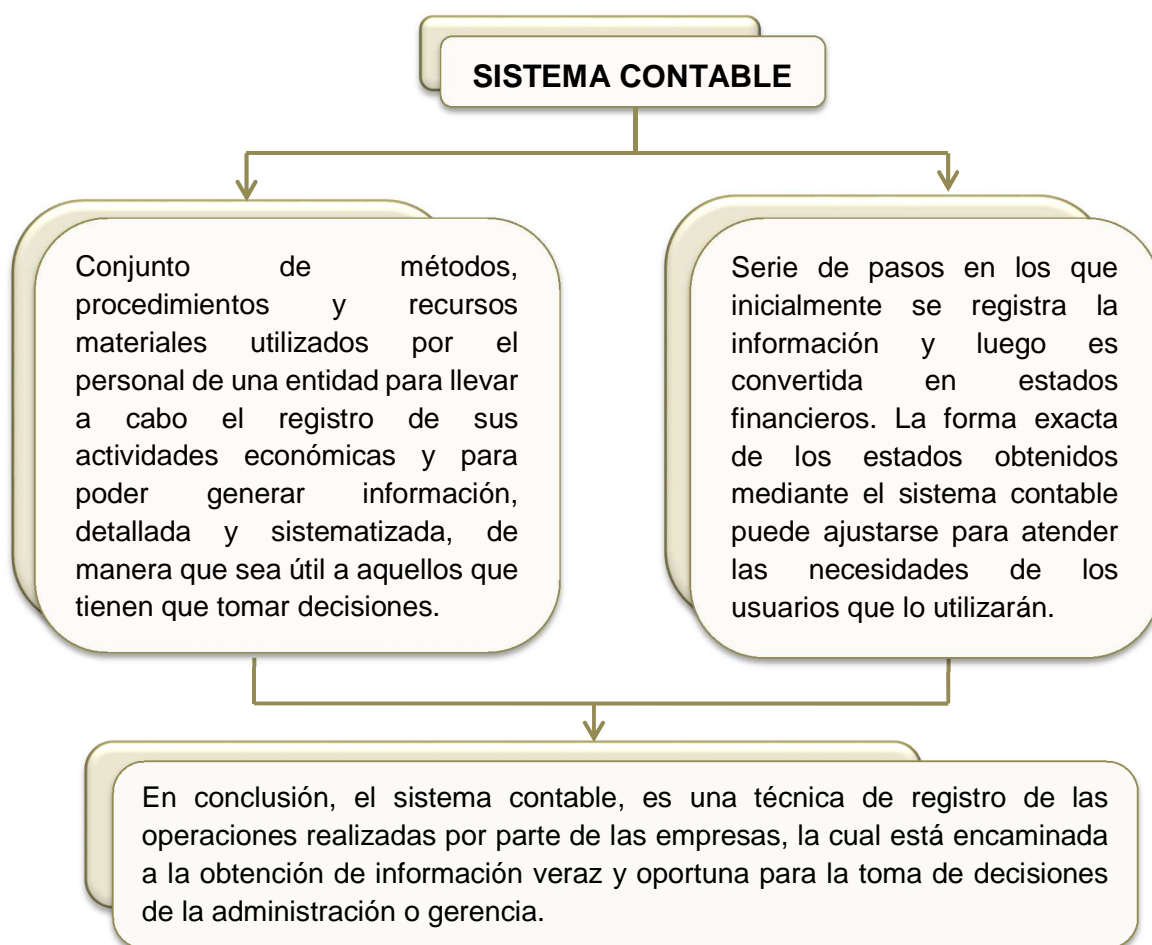 SISTEMA CONTABLE
Conjunto de métodos,
procedimientos y recursos
materiales utilizados por el
personal de una entidad para llevar
a cabo el registro de sus
actividades económicas y para
poder generar información,
detallada y sistematizada, de
manera que sea útil a aquellos que
tienen que tomar decisiones.
Serie de pasos en los que
inicialmente se registra la
información y luego es
convertida en estados
financieros. La forma exacta
de los estados obtenidos
mediante el sistema contable
puede ajustarse para atender
las necesidades de los
usuarios que lo utilizarán.
En conclusión, el sistema contable, es una técnica de registro de las
operaciones realizadas por parte de las empresas, la cual está encaminada
a la obtención de información veraz y oportuna para la toma de decisiones
de la administración o gerencia.